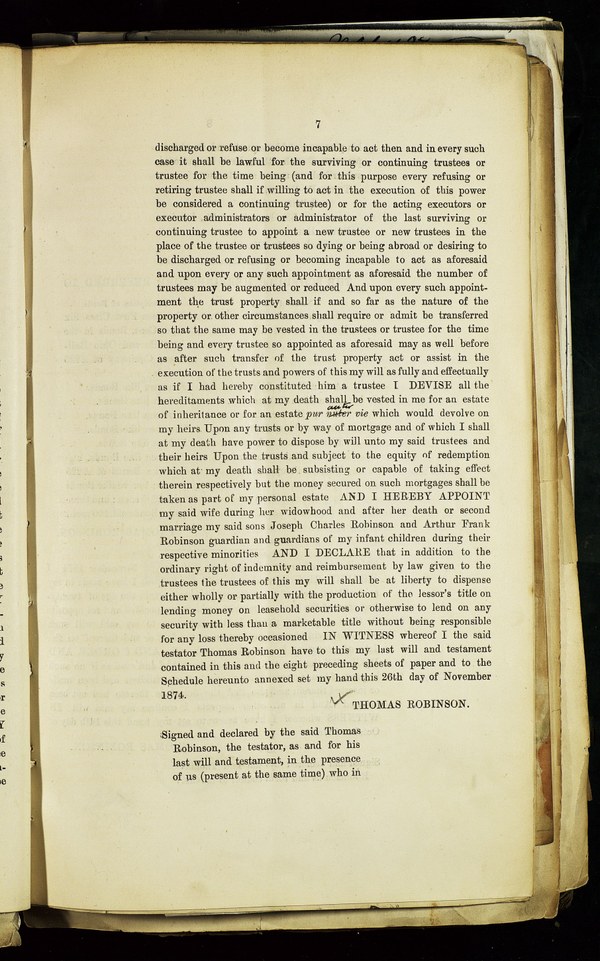 7
discharged or refuse or become incapable to act then and in every such
case it shall be lawful for the surviving or continuing trustees or
trustee for the time being (and for this purpose every refusing or
retiring trustee shall if willing to act in the execution of this power
be considered a continuing trustee) or for the acting executors or
executor administrators or administrator of the last surviving or
continuing trustee to appoint a new trustee or new trustees in the
place of the trustee or trustees so dying or being abroad or desiring to
be discharged or refusing or becoming incapable to act as aforesaid
and upon every or any such appointment as aforesaid the number of
trustees may be augmented or reduced And upon every such appoint-
ment the trust property shall if and so far as the nature of the
property or other circumstances shall require or admit be transferred
so that the same may be vested in the trustees or trustee for the time
being and every trustee so appointed as aforesaid may as well before
as after such transfer of the trust property act or assist in the
execution of the trusts and powers of this my will as fully and effectually
as if I had hereby constituted him a trustee I DEVISE all the
hereditaments which at my death shall be vested in me for an estate
auter
of inheritance or for an estate pur nuter vie which would devolve on
my heirs Upon any trusts or by way of mortgage and of which I shall
at my death have power to dispose by will unto my said trustees and
their heirs Upon the trusts and subject to the equity of redemption
which at my death shall be subsisting or capable of taking effect
therein respectively but the money secured on such mortgages shall be
taken as part of my personal estate AND I HEREBY APPOINT
my said wife during her widowhood and after her death or second
marriage my said sons Joseph Charles Robinson and Arthur Frank
Robinson guardian and guardians of my infant children during their
respective minorities AND I DECLARE that in addition to the
ordinary right of indemnity and reimbursement by law given to the
trustees the trustees of this my will shall be at liberty to dispense
either wholly or partially with the production of the lessor's title on
lending money on leasehold securities or otherwise to lend on any
security with less than a marketable title without being responsible
for any loss thereby occasioned IN WITNESS whereof I the said
testator Thomas Robinson have to this my last will and testament
contained in this and the eight preceding sheets of paper and to the
Schedule hereunto annexed set my hand this 26th day of November
1874.
THOMAS ROBINSON.
Signed and declared by the said Thomas
Robinson, the testator, as and for his
last will and testament, in the presence
of us (present at the same time) who in